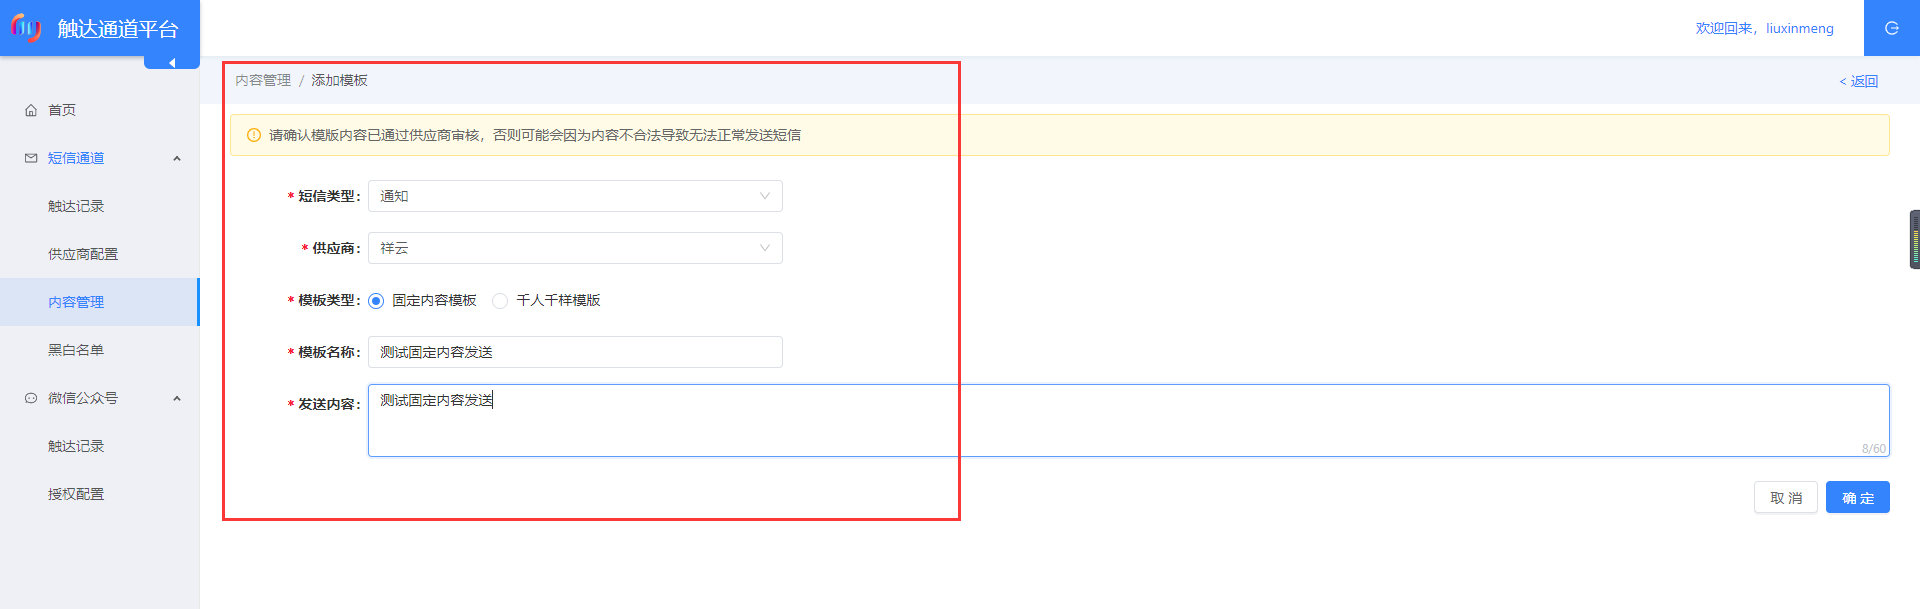 触达通道平台
欢迎回来，liuxinmeng
内容管理 / 添加模板
< 返回
首页
短信通道
触达记录
供应商配置
内容管理
黑白名单
微信公众号
触达记录
授权配置
请确认模版内容已通过供应商审核，否则可能会因为内容不合法导致无法正常发送短信
* 短信类型： 通知
* 供应商： 祥云
* 模板类型： 固定内容模板 千人千样模版
* 模板名称： 测试固定内容发送
* 发送内容： 测试固定内容发送
8/60
取 消 确 定